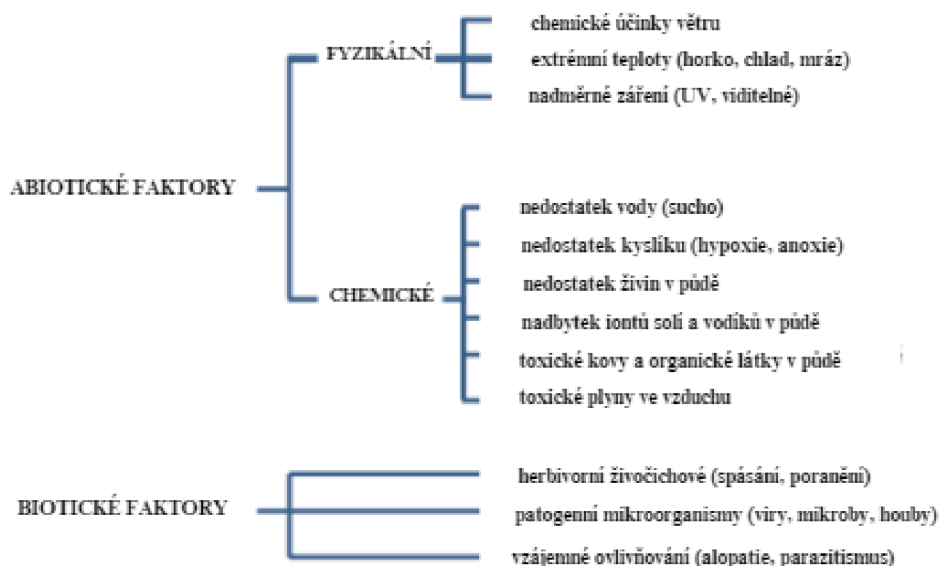 chemické účinky větru
FYZIKÁLNÍ
extrémní teploty (horko, chlad, mráz)
nadměrné záření (UV, viditelné)
ABIOTICKÉ FAKTORY
nedostatek vody (sucho)
nedostatek kyslíku (hypoxie, anoxie)
nedostatek živin v půdě
CHEMICKÉ
nadbytek iontů solí a vodíků v půdě
toxické kovy a organické látky v půdě
toxické plyny ve vzduchu
herbivorní živočichové (spásání, poranění)
BIOTICKÉ FAKTORY
patogenní mikroorganismy (viry, mikroby, houby)
vzájemné ovlivňování (alopatie, parazitismus)